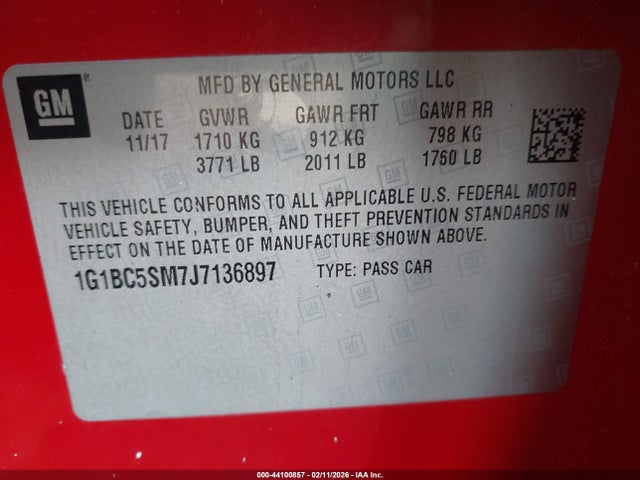 GM®
MFD BY GENERAL MOTORS LLC
DATE GVWR GAWR FRT GAWR RR
11/17 1710 KG 912 KG 798 KG
3771 LB 2011 LB 1760 LB
THIS VEHICLE CONFORMS TO ALL APPLICABLE U.S. FEDERAL MOTOR
VEHICLE SAFETY, BUMPER, AND THEFT PREVENTION STANDARDS IN
EFFECT ON THE DATE OF MANUFACTURE SHOWN ABOVE.
1G1BC5SM7J7136897 TYPE: PASS CAR
000-44100857 - 02/11/2026 - IAA Inc.